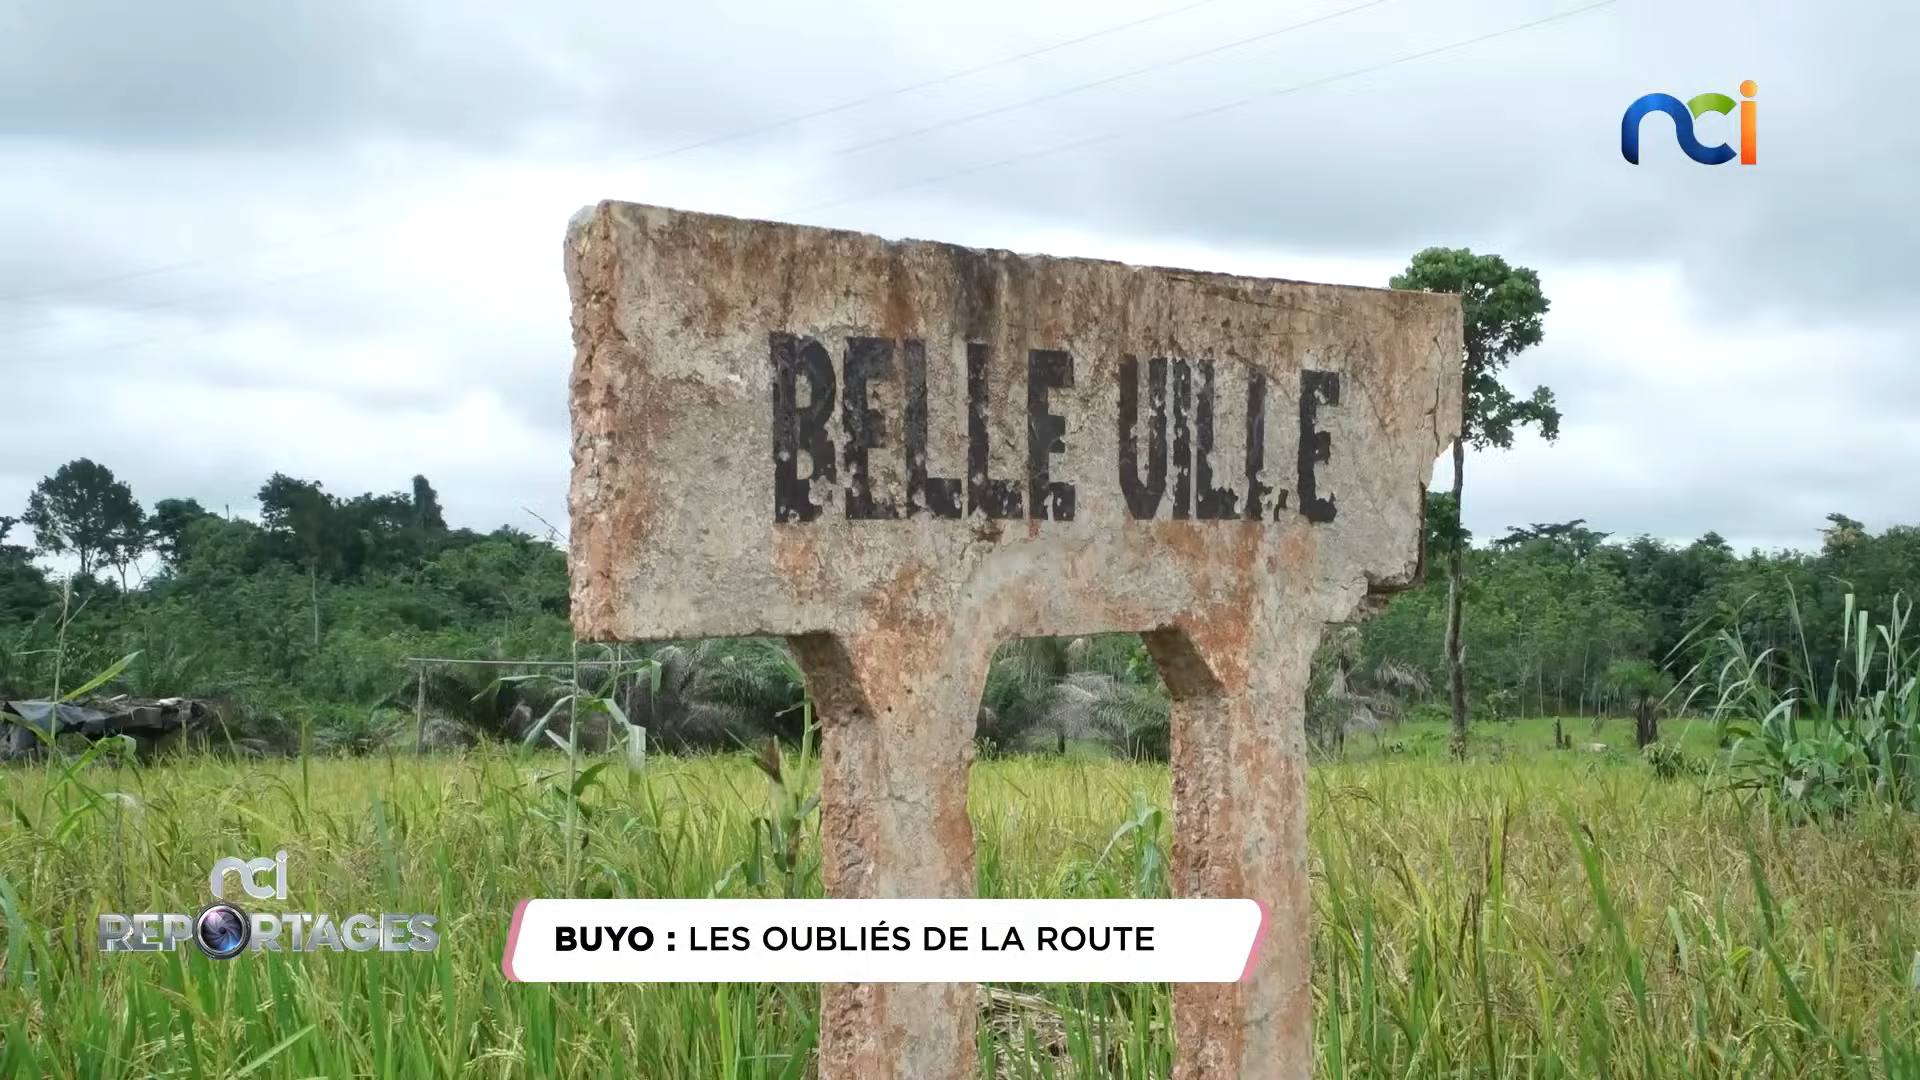 nci
BELLE VILLE
nci
REPORTAGES
BUYO : LES OUBLIÉS DE LA ROUTE